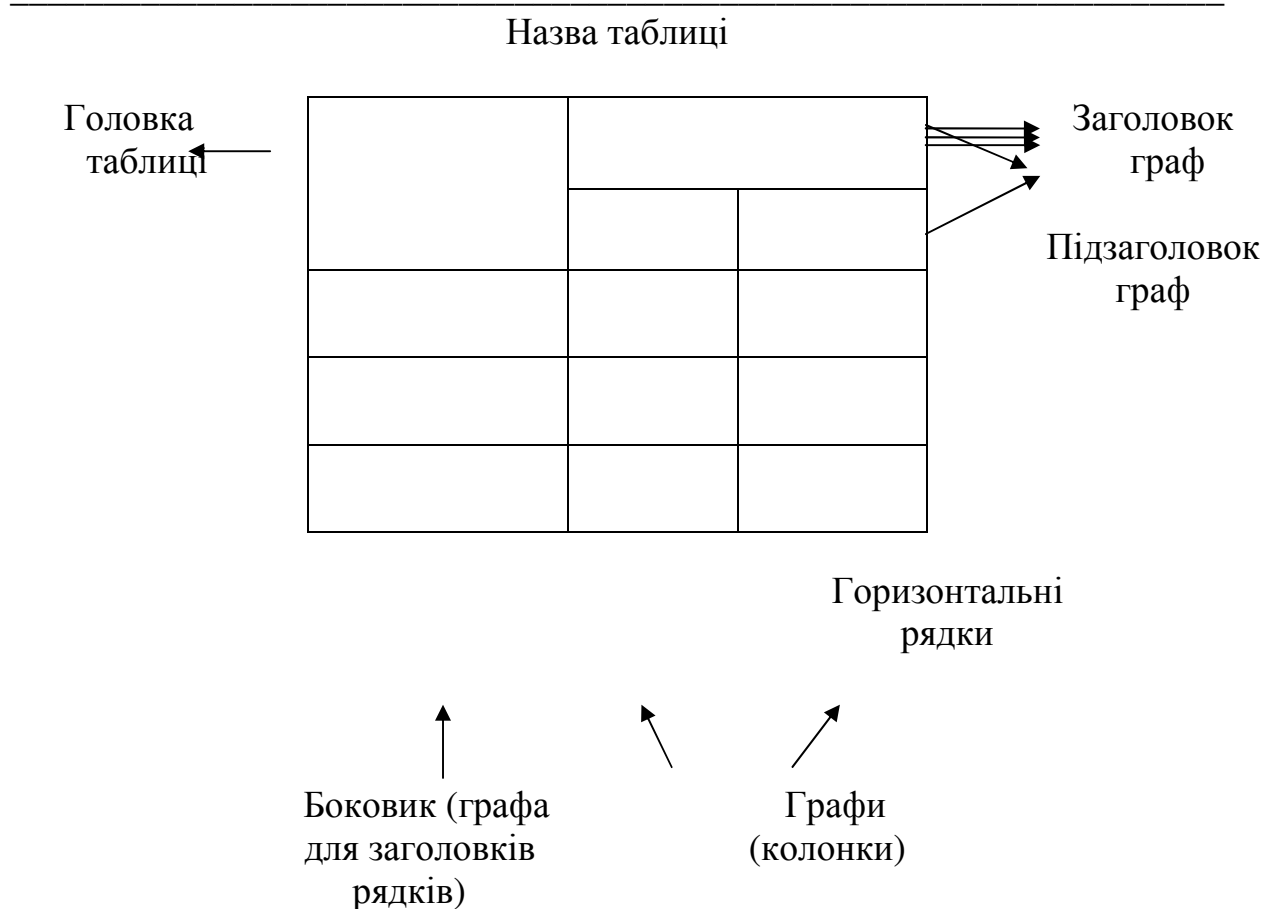 Назва таблиці
Головка
таблиці
Заголовок
граф
Підзаголовок
граф
Горизонтальні
рядки
Боковик (графа
для заголовків
рядків)
Графи
(колонки)